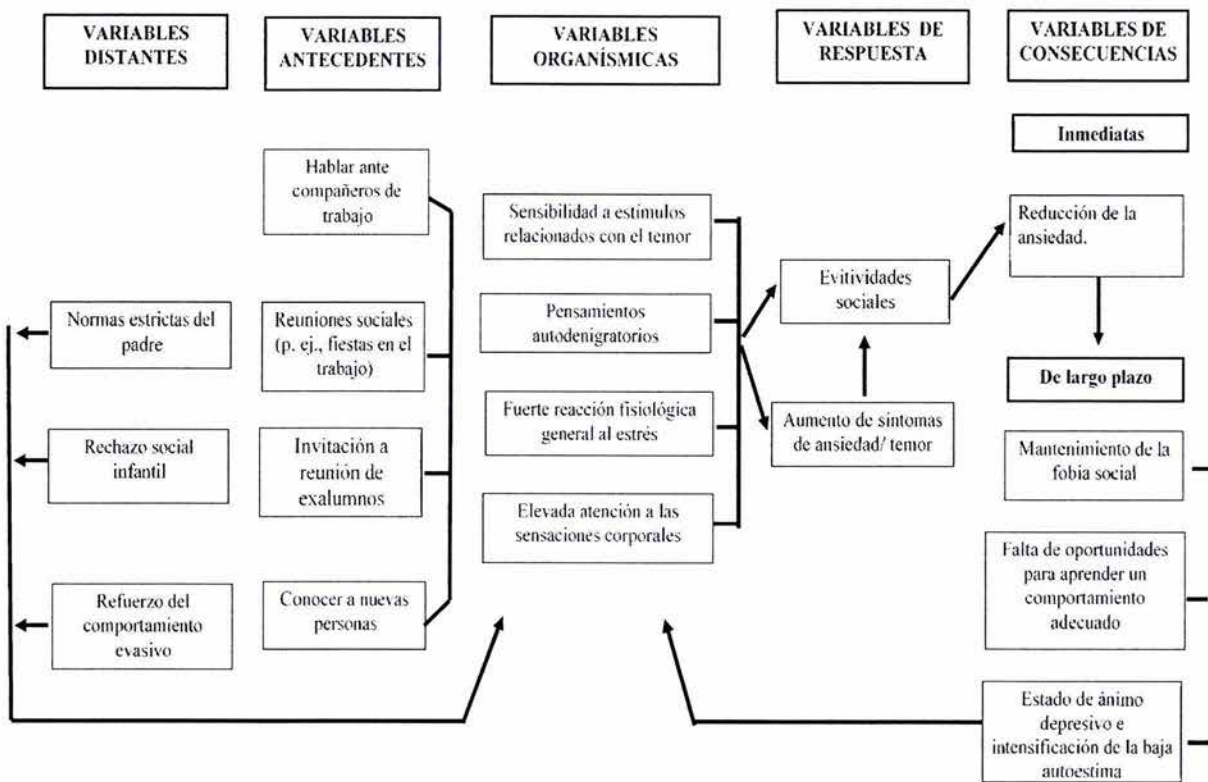 VARIABLES
DISTANTES
VARIABLES
ANTECEDENTES
VARIABLES
ORGANÍSMICAS
VARIABLES DE
RESPUESTA
VARIABLES DE
CONSECUENCIAS
Inmediatas
Hablar ante
compañeros de
trabajo
Normas estrictas del
padre
Reuniones sociales
(p. ej., fiestas en el
trabajo)
Rechazo social
infantil
Invitación a
reunión de
exalumnos
Refuerzo del
comportamiento
evasivo
Conocer a nuevas
personas
Sensibilidad a estímulos
relacionados con el temor
Pensamientos
autodenigratorios
Fuerte reacción fisiológica
general al estrés
Elevada atención a las
sensaciones corporales
Evitividades
sociales
Aumento de síntomas
de ansiedad/ temor
Reducción de la
ansiedad.
De largo plazo
Mantenimiento de la
fobia social
Falta de oportunidades
para aprender un
comportamiento
adecuado
Estado de ánimo
depresivo e
intensificación de la baja
autoestima